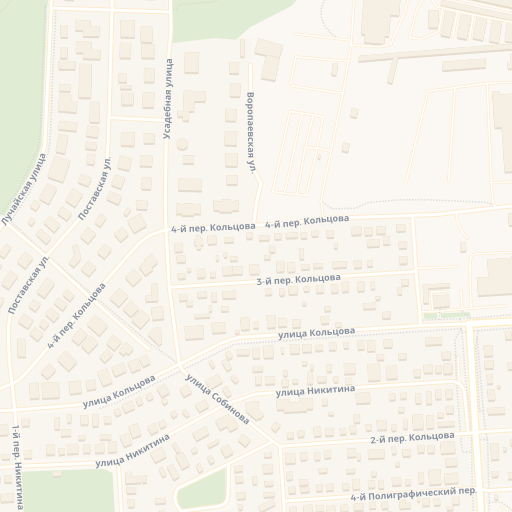 Усадебная улица
Воропаевская ул.
Лучайская улица
Поставская ул.
4-й пер. Кольцова
4-й пер. Кольцова
Поставская ул.
3-й пер. Кольцова
4-й пер. Кольцова
улица Кольцова
улица Кольцова
улица Собинова
улица Никитина
1-й пер. Никитина
улица Никитина
2-й пер. Кольцова
4-й Полиграфический пер.